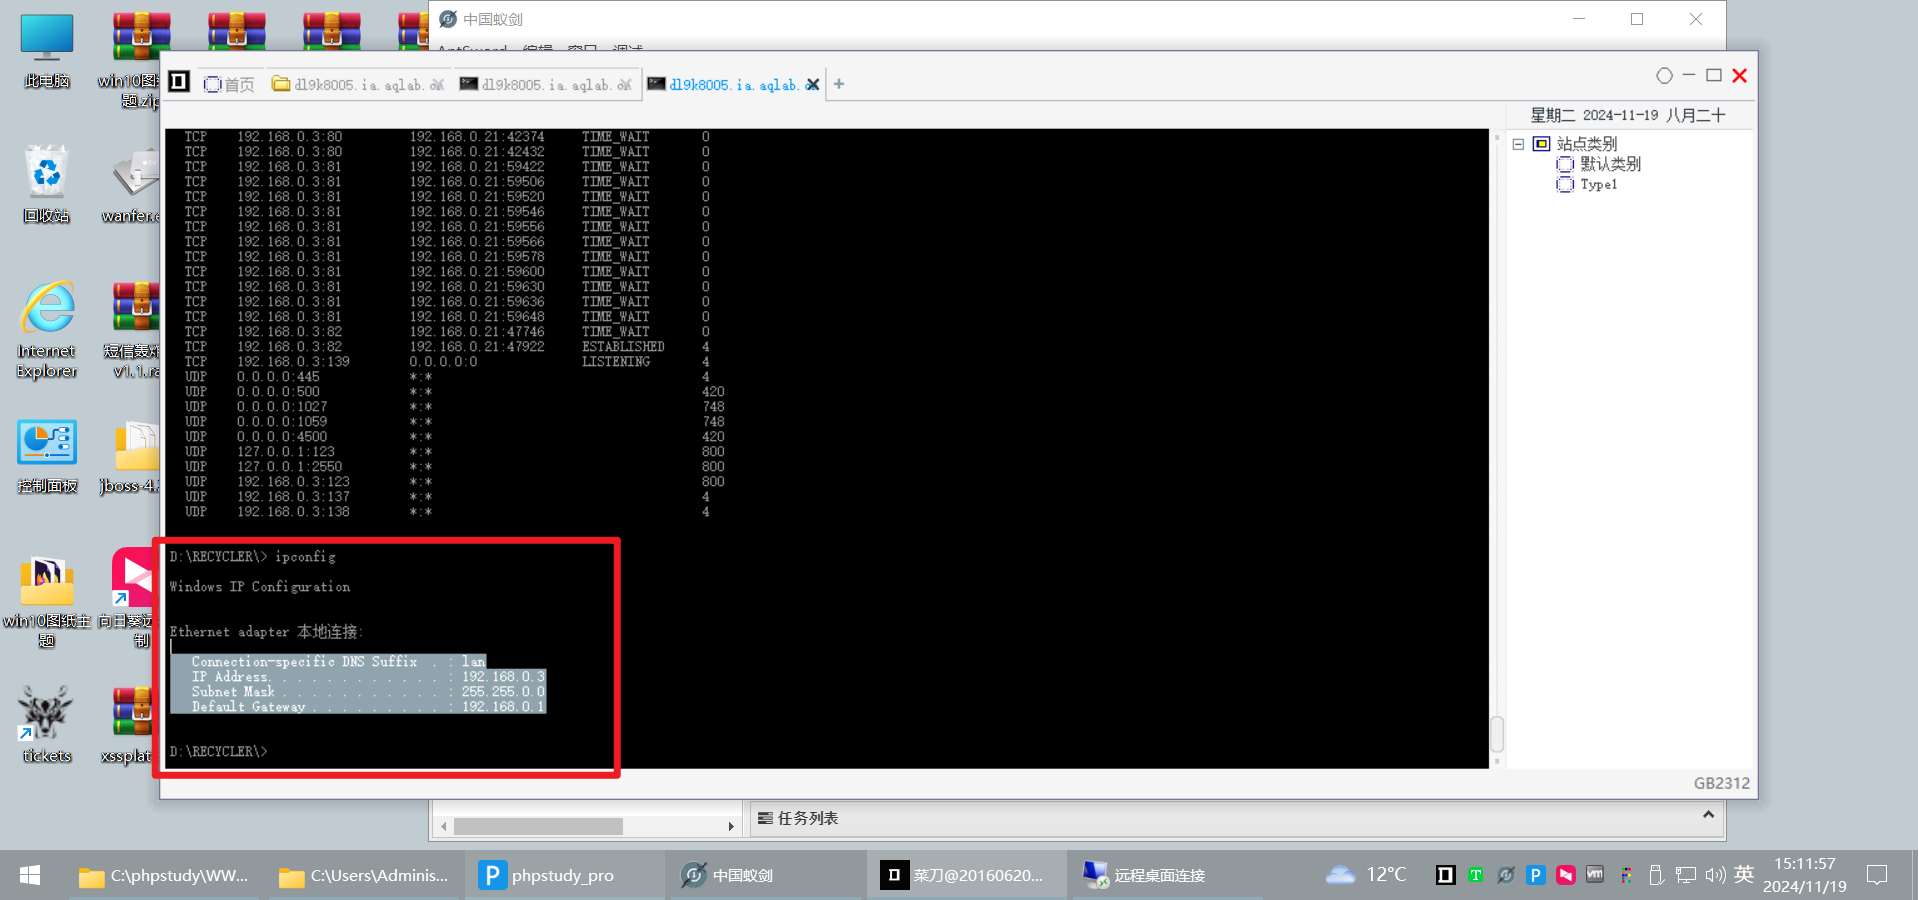 中国蚁剑
AntSword 编辑 窗口 调试
首页
dl9k8005.ia.aqlab.
dl9k8005.ia.aqlab.
dl9k8005.ia.aqlab.
星期二 2024-11-19 八月二十
站点类别
默认类别
Type1
TCP 192.168.0.3:80 192.168.0.21:42374 TIME_WAIT 0
TCP 192.168.0.3:80 192.168.0.21:42432 TIME_WAIT 0
TCP 192.168.0.3:81 192.168.0.21:59422 TIME_WAIT 0
TCP 192.168.0.3:81 192.168.0.21:59506 TIME_WAIT 0
TCP 192.168.0.3:81 192.168.0.21:59520 TIME_WAIT 0
TCP 192.168.0.3:81 192.168.0.21:59546 TIME_WAIT 0
TCP 192.168.0.3:81 192.168.0.21:59556 TIME_WAIT 0
TCP 192.168.0.3:81 192.168.0.21:59566 TIME_WAIT 0
TCP 192.168.0.3:81 192.168.0.21:59578 TIME_WAIT 0
TCP 192.168.0.3:81 192.168.0.21:59600 TIME_WAIT 0
TCP 192.168.0.3:81 192.168.0.21:59630 TIME_WAIT 0
TCP 192.168.0.3:81 192.168.0.21:59636 TIME_WAIT 0
TCP 192.168.0.3:81 192.168.0.21:59648 TIME_WAIT 0
TCP 192.168.0.3:82 192.168.0.21:47746 TIME_WAIT 0
TCP 192.168.0.3:82 192.168.0.21:47922 ESTABLISHED 4
TCP 192.168.0.3:139 0.0.0.0:0 LISTENING 4
UDP 0.0.0.0:445 *:* 4
UDP 0.0.0.0:500 *:* 420
UDP 0.0.0.0:1027 *:* 748
UDP 0.0.0.0:1059 *:* 748
UDP 0.0.0.0:4500 *:* 420
UDP 127.0.0.1:123 *:* 800
UDP 127.0.0.1:2550 *:* 800
UDP 192.168.0.3:123 *:* 800
UDP 192.168.0.3:137 *:* 4
UDP 192.168.0.3:138 *:* 4
D:\RECYCLER\> ipconfig
Windows IP Configuration
Ethernet adapter 本地连接:
Connection-specific DNS Suffix . : lan
IP Address. . . . . . . . . . . . : 192.168.0.3
Subnet Mask . . . . . . . . . . . : 255.255.0.0
Default Gateway . . . . . . . . . : 192.168.0.1
D:\RECYCLER\>
GB2312
任务列表
此电脑
win10图
题.zip
回收站
wanfer.e
Internet
Explorer
短信轰
v1.1.ra
控制面板
jboss-4.
win10图纸主
题
向日葵远
制
tickets
xssplat
C:\phpstudy\WW...
C:\Users\Adminis...
phpstudy_pro
中国蚁剑
菜刀@20160620...
远程桌面连接
12°C
英
15:11:57
2024/11/19